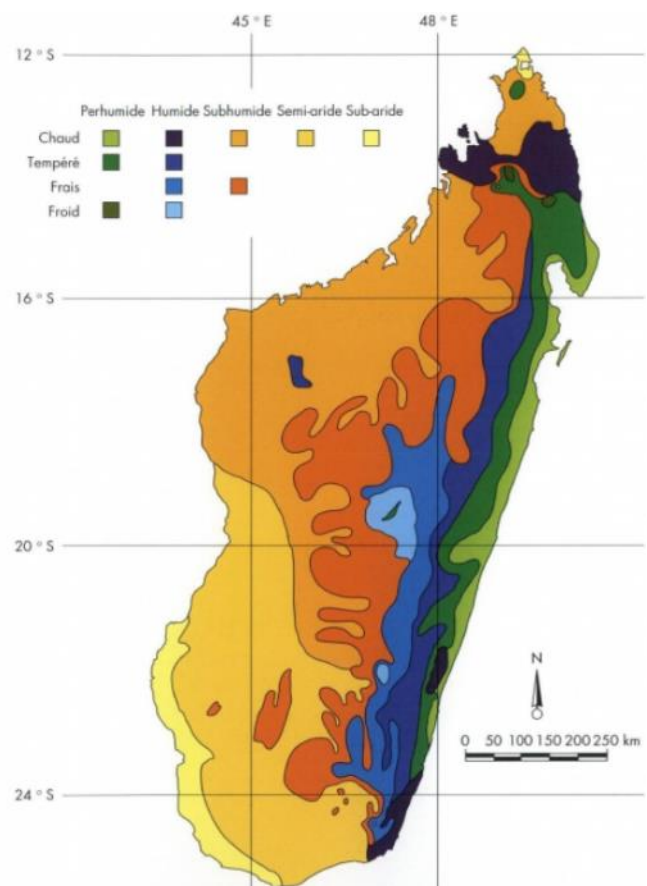 45 ° E 48 ° E
12 ° S
Perhumide Humide Subhumide Semi-aride Sub-aride
Chaud
Tempéré
Frais
Froid
16 ° S
20 ° S
N
0 50 100 150 200 250 km
24 ° S